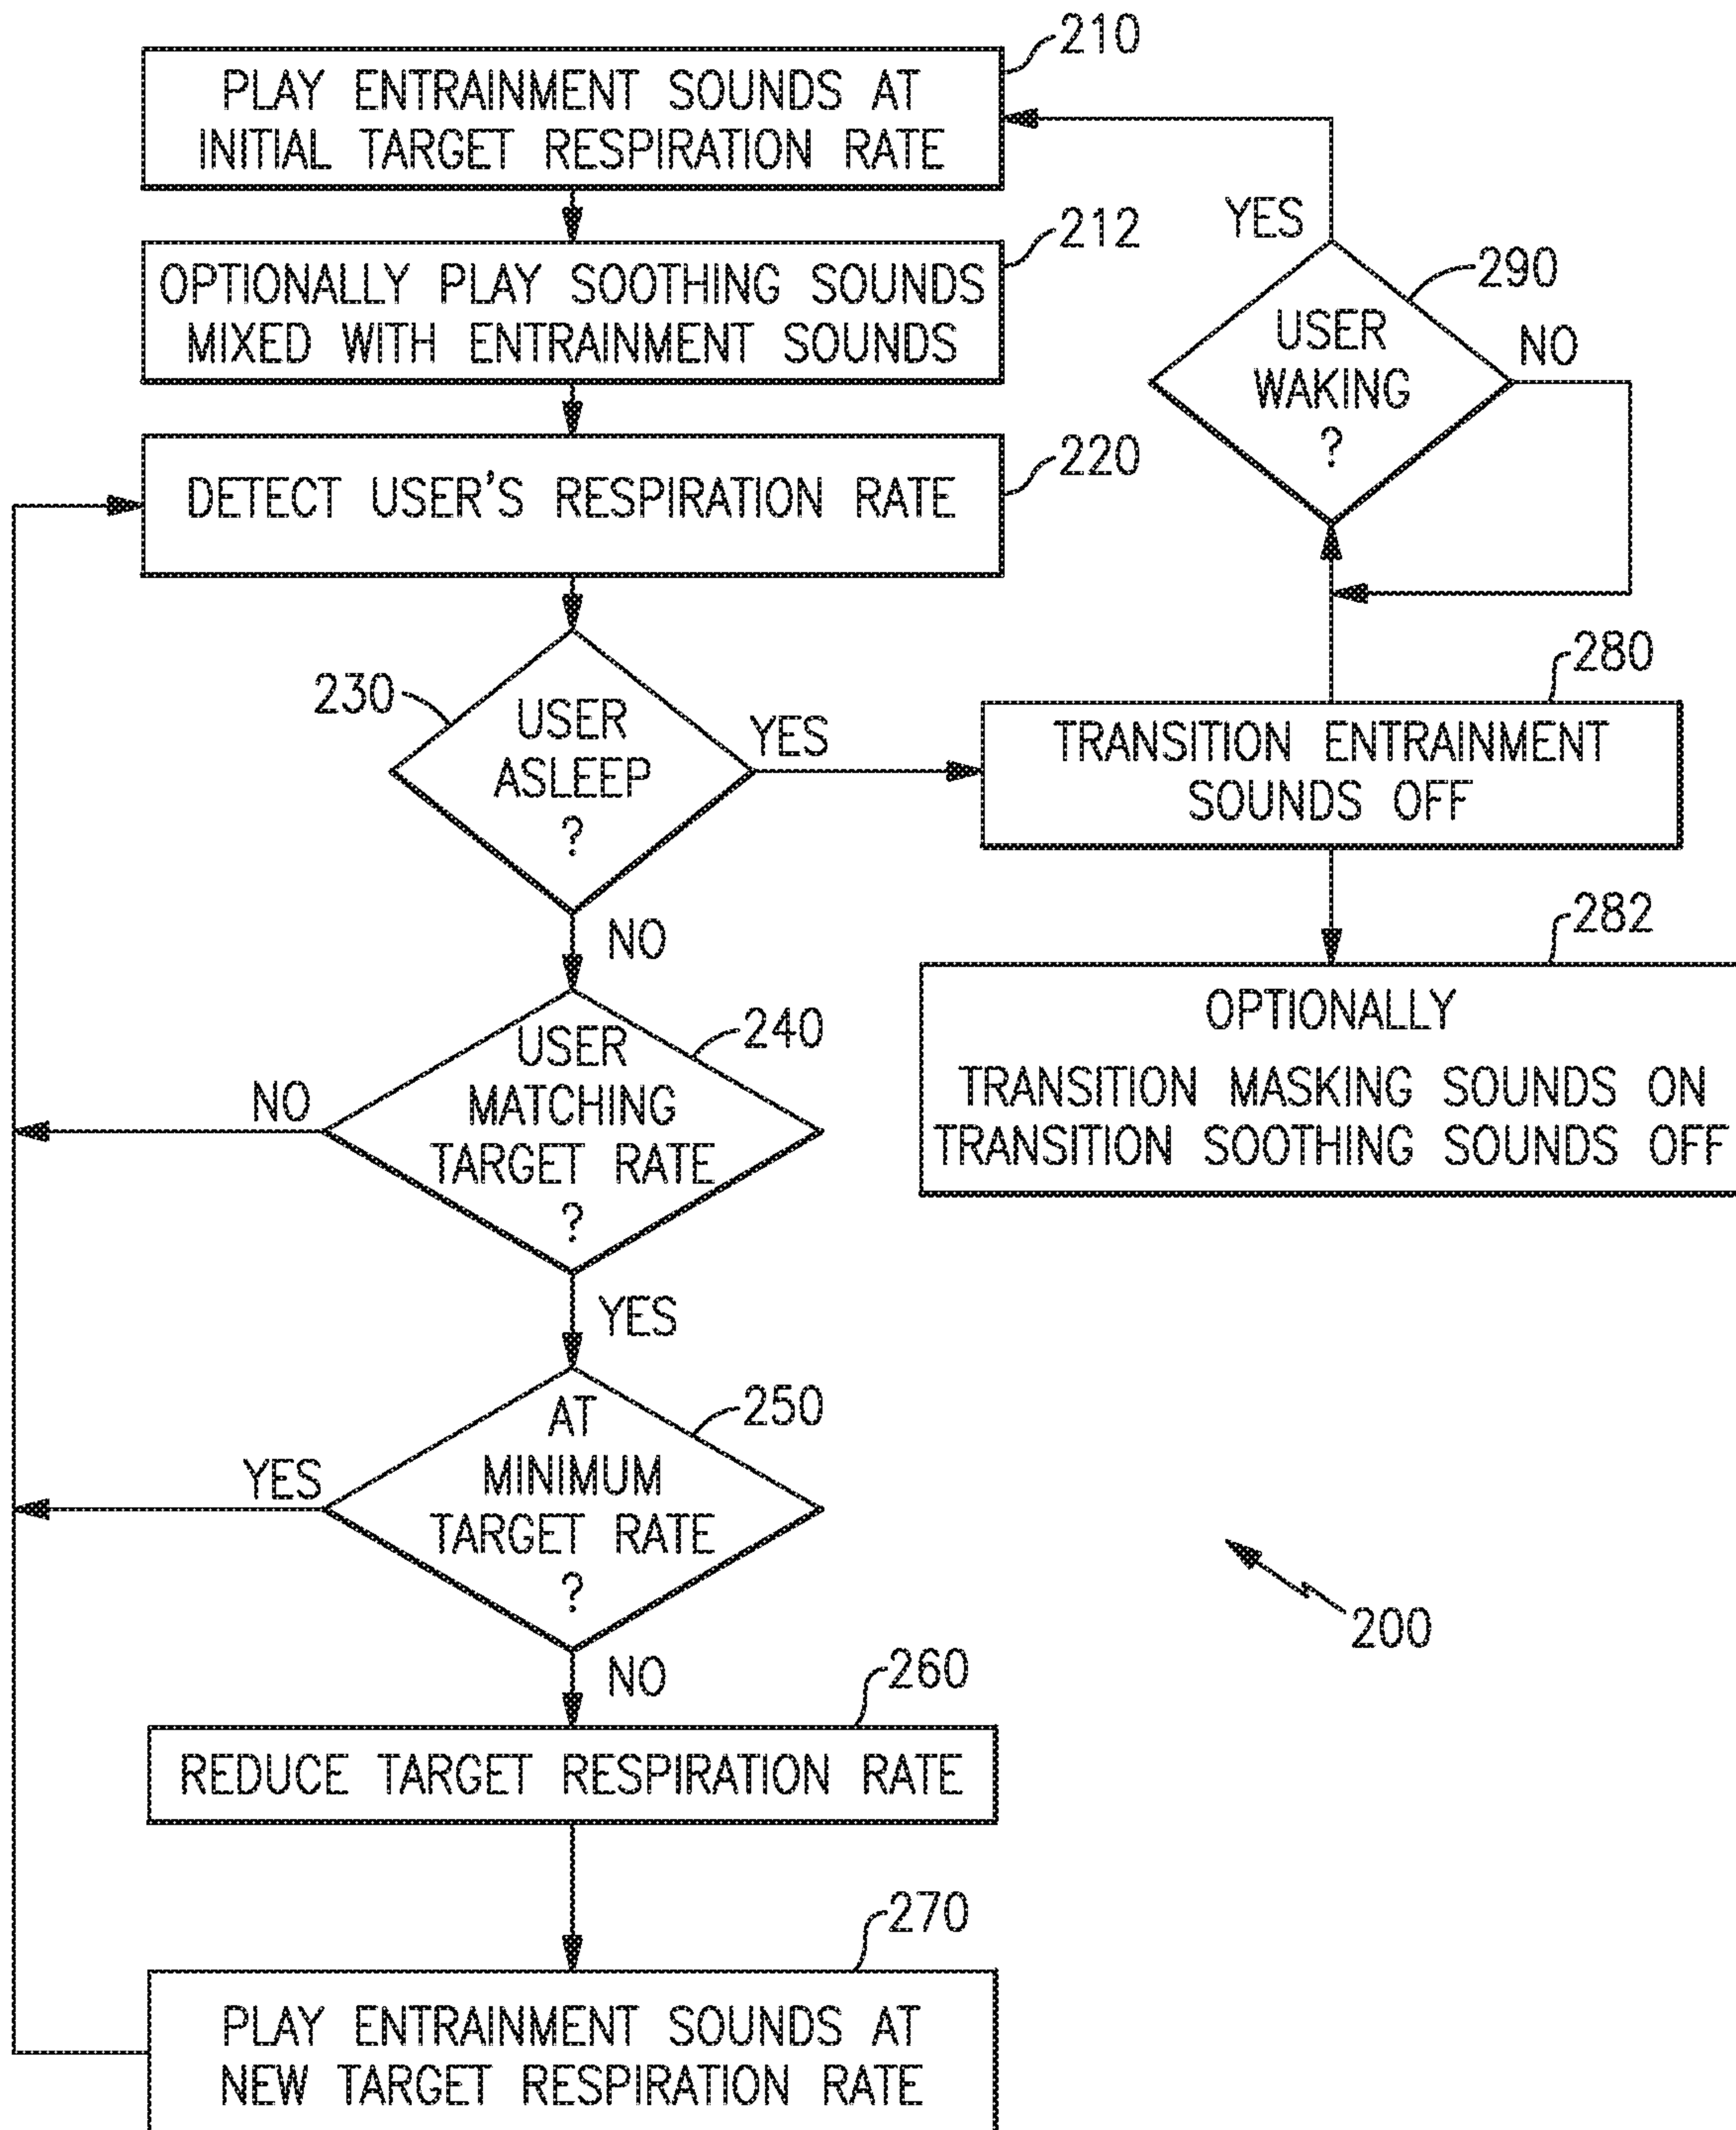 210
PLAY ENTRAINMENT SOUNDS AT
INITIAL TARGET RESPIRATION RATE
212
OPTIONALLY PLAY SOOTHING SOUNDS
MIXED WITH ENTRAINMENT SOUNDS
220
DETECT USER'S RESPIRATION RATE
230
USER
ASLEEP
?
YES
NO
240
USER
MATCHING
TARGET RATE
?
NO
YES
250
AT
MINIMUM
TARGET RATE
?
YES
NO
260
REDUCE TARGET RESPIRATION RATE
270
PLAY ENTRAINMENT SOUNDS AT
NEW TARGET RESPIRATION RATE
YES
290
USER
WAKING
?
NO
280
TRANSITION ENTRAINMENT
SOUNDS OFF
282
OPTIONALLY
TRANSITION MASKING SOUNDS ON
TRANSITION SOOTHING SOUNDS OFF
200